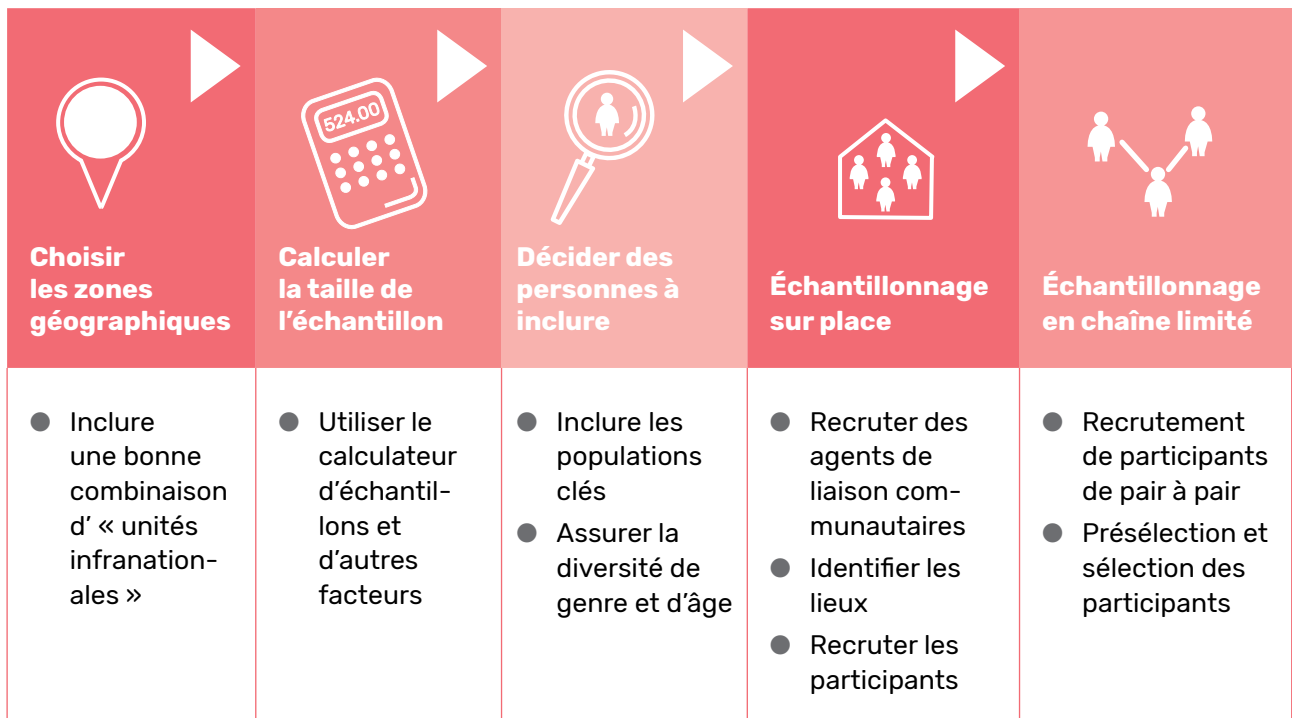 524.00
Choisir
les zones
géographiques
Calculer
la taille de
l’échantillon
Décider des
personnes à
inclure
Échantillonnage
sur place
Échantillonnage
en chaîne limité
Inclure
une bonne
combinaison
d’ « unités
infranation-
ales »
Utiliser le
calculateur
d’échantil-
lons et
d’autres
facteurs
Inclure les
populations
clés
Assurer la
diversité de
genre et d’âge
Recruter des
agents de
liaison com-
munautaires
Identifier les
lieux
Recruter les
participants
Recrutement
de participants
de pair à pair
Présélection et
sélection des
participants